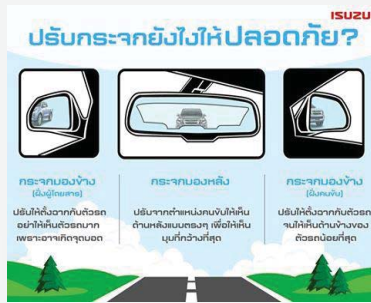 ISUZU
ปรับกระจกยังไงให้ปลอดภัย?
กระจกมองข้าง
(ฝั่งผู้โดยสาร)
ปรับให้ตั้งฉากกับตัวรถ
อย่าให้เห็นตัวรถมาก
เพราะอาจเกิดจุดบอด
กระจกมองหลัง
ปรับจากตำแหน่งคนขับให้เห็น
ด้านหลังแบบตรงๆ เพื่อให้เห็น
มุมที่กว้างที่สุด
กระจกมองข้าง
(ฝั่งคนขับ)
ปรับให้ตั้งฉากกับตัวรถ
จนให้เห็นด้านข้างของ
ตัวรถน้อยที่สุด